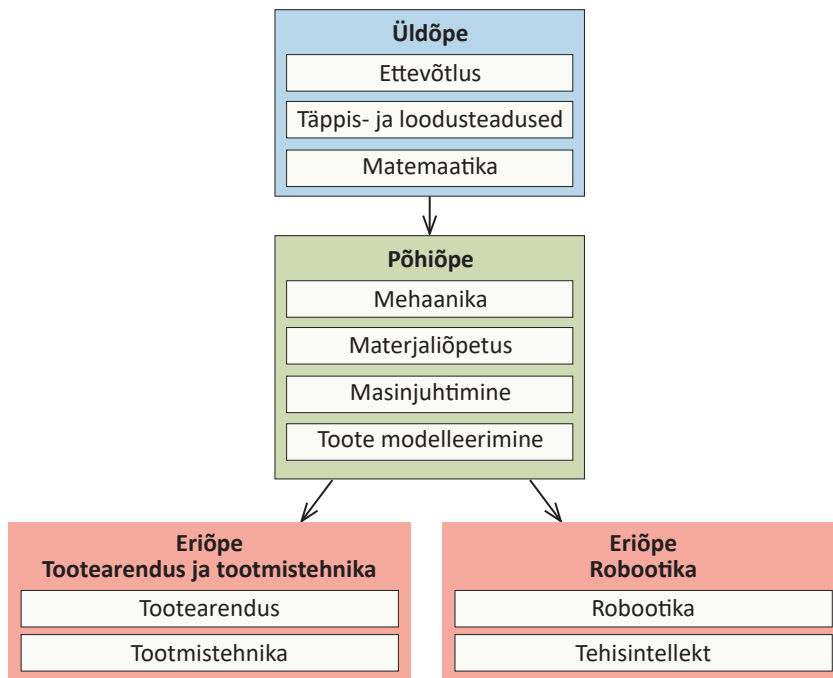 Üldõpe
Ettevõtlus
Täppis- ja loodusteadused
Matemaatika
Põhiõpe
Mehaanika
Materjaliõpetus
Masinjuhtimine
Toote modelleerimine
Eriõpe
Tootearendus ja tootmistehnika
Tootearendus
Tootmistehnika
Eriõpe
Robootika
Robootika
Tehisintellekt